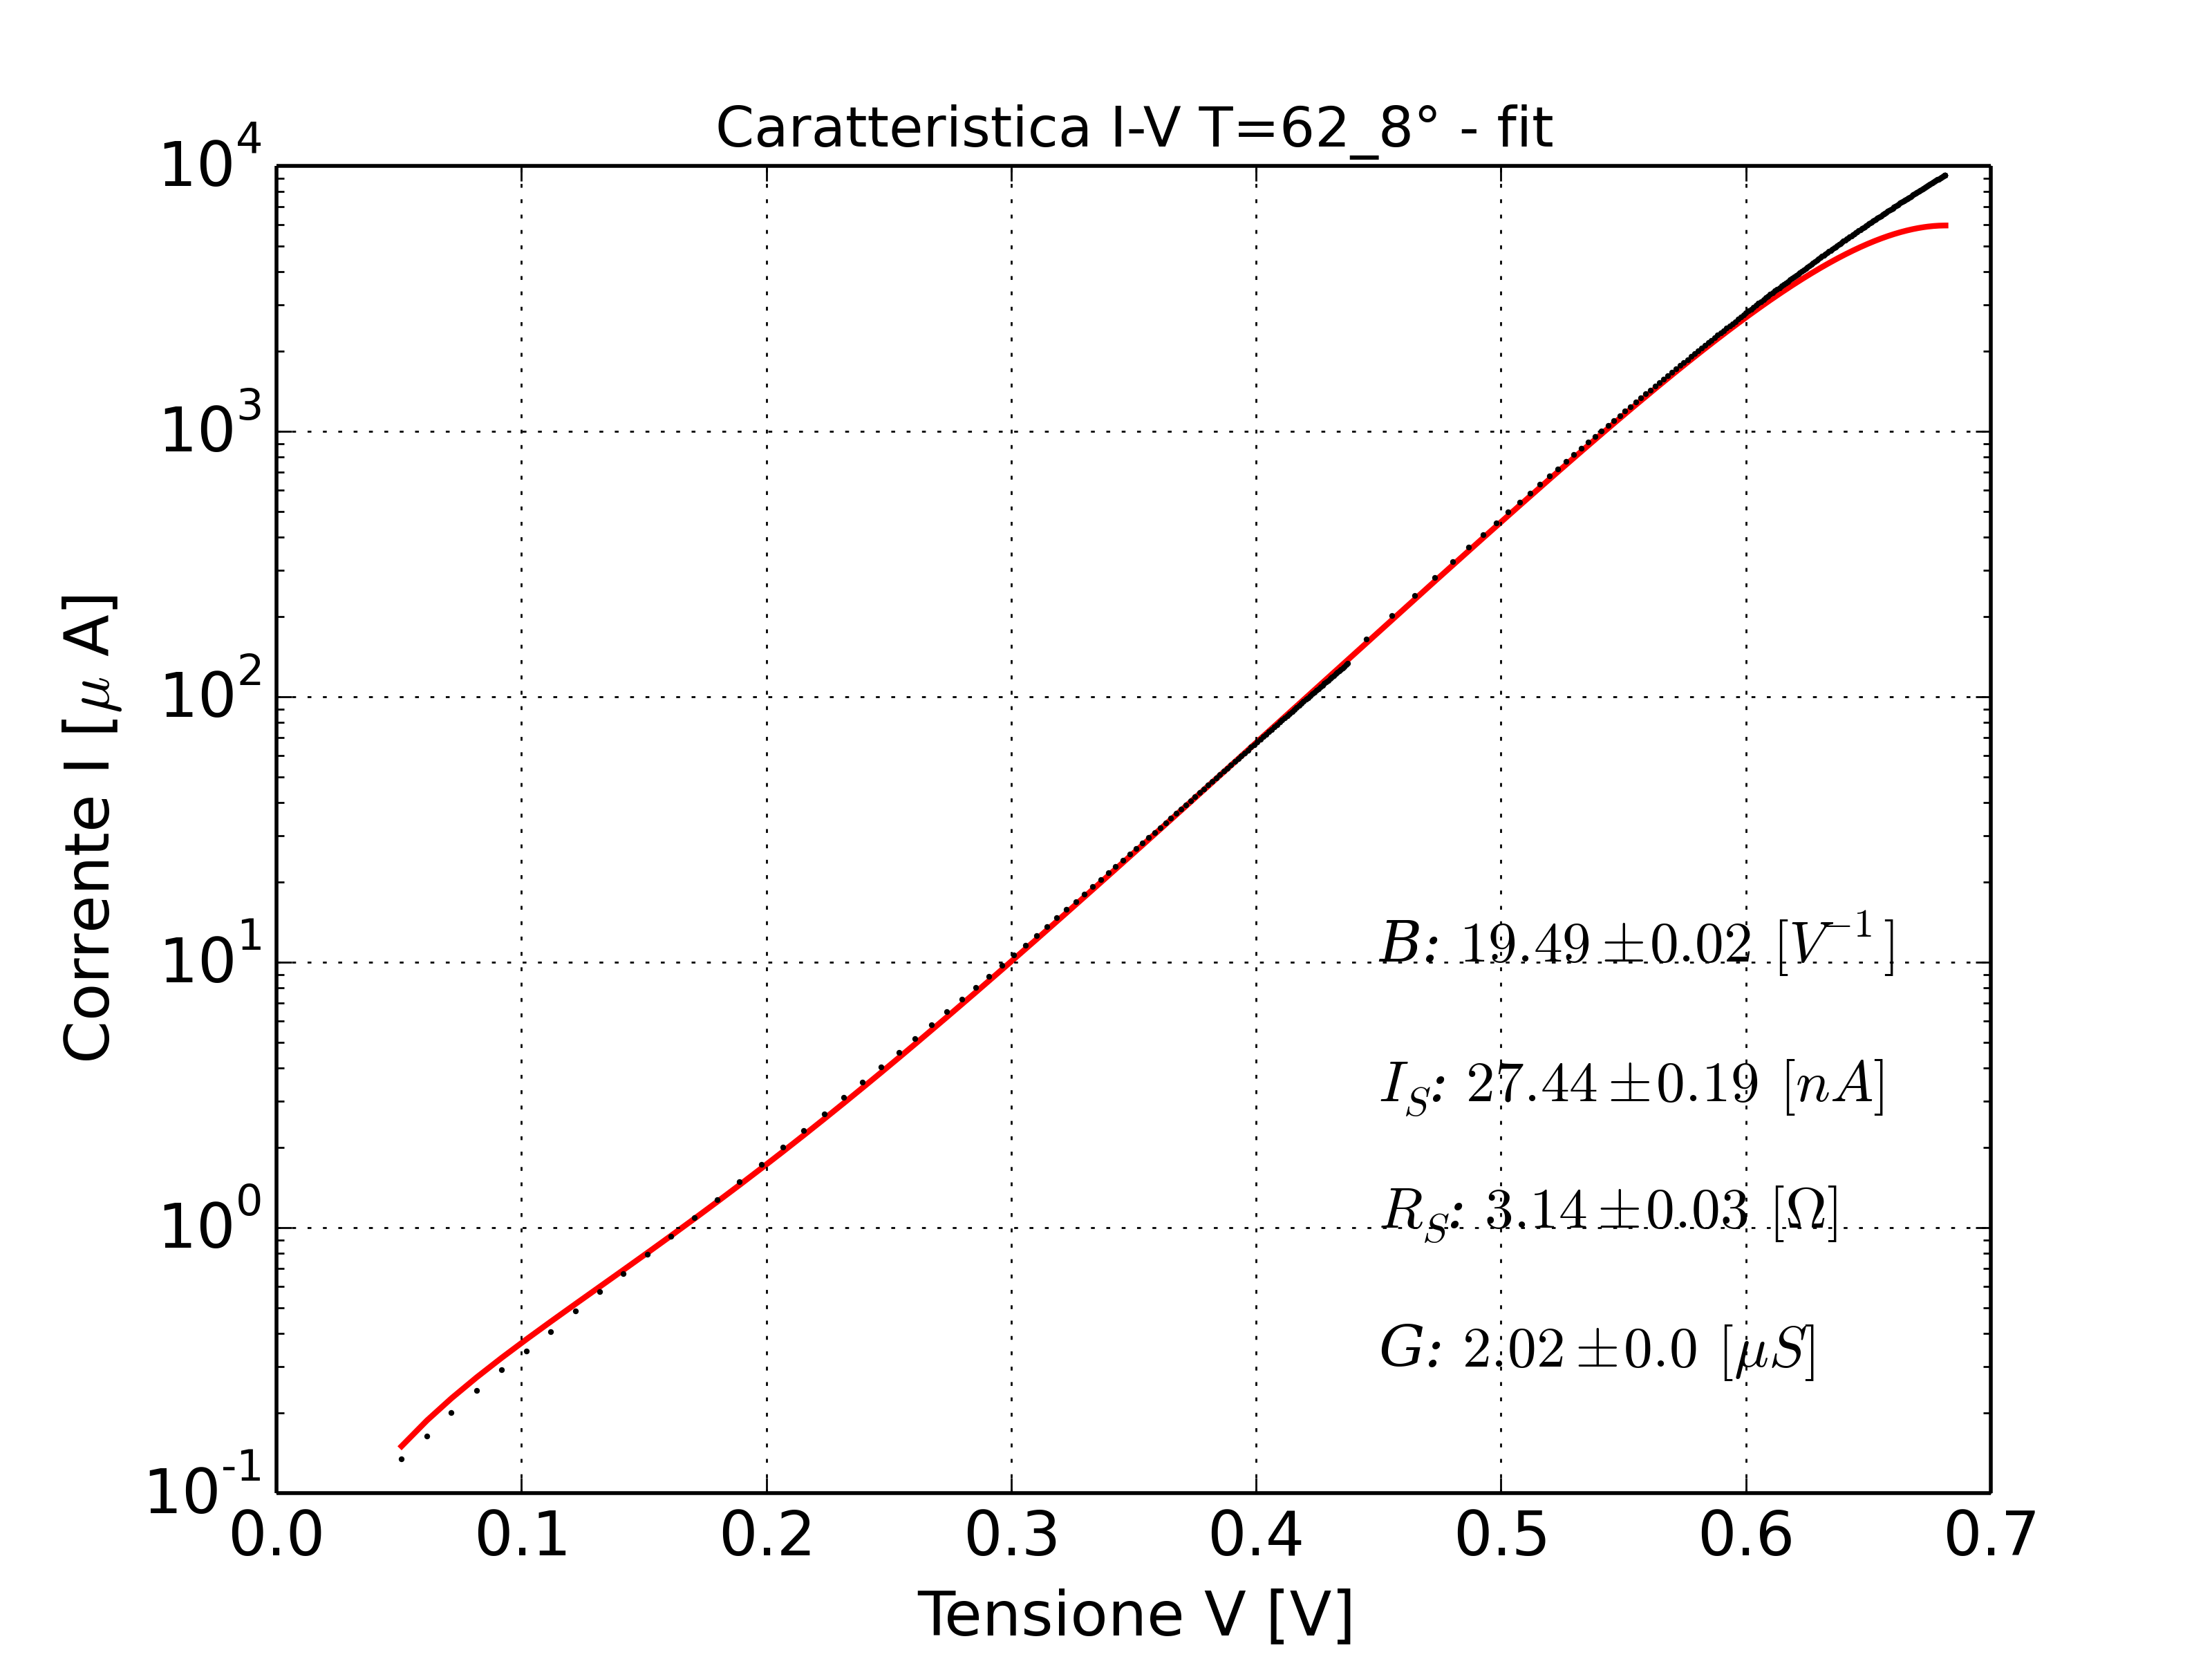 Caratteristica I-V T=62_8° - fit
10^4
10^3
10^2
10^1
10^0
10^-1
Corrente I [μ A]
B: 19.49 ±0.02 [V^−1]
I_S: 27.44 ±0.19 [nA]
R_S: 3.14 ±0.03 [Ω]
G: 2.02 ±0.0 [μS]
0.0 0.1 0.2 0.3 0.4 0.5 0.6 0.7
Tensione V [V]